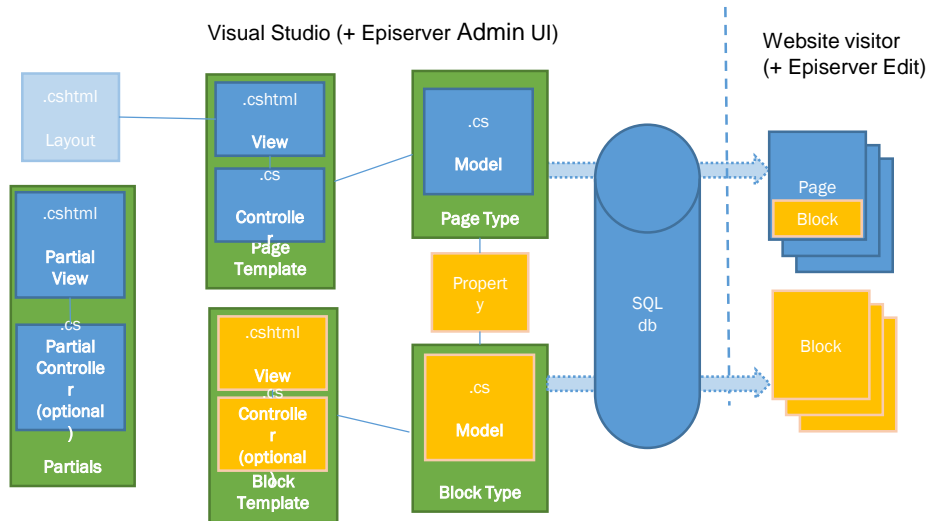 Visual Studio (+ Episerver Admin UI)
Website visitor
(+ Episerver Edit)
.cshtml
Layout
.cshtml
View
.cs
Controlle
r
Page
Template
.cs
Model
Page Type
.cshtml
Partial
View
.cs
Partial
Controlle
r
(optional
)
Partials
Propert
y
.cshtml
View
.cs
Controlle
r
(optional)
Block
Template
.cs
Model
Block Type
SQL
db
Page
Block
Block